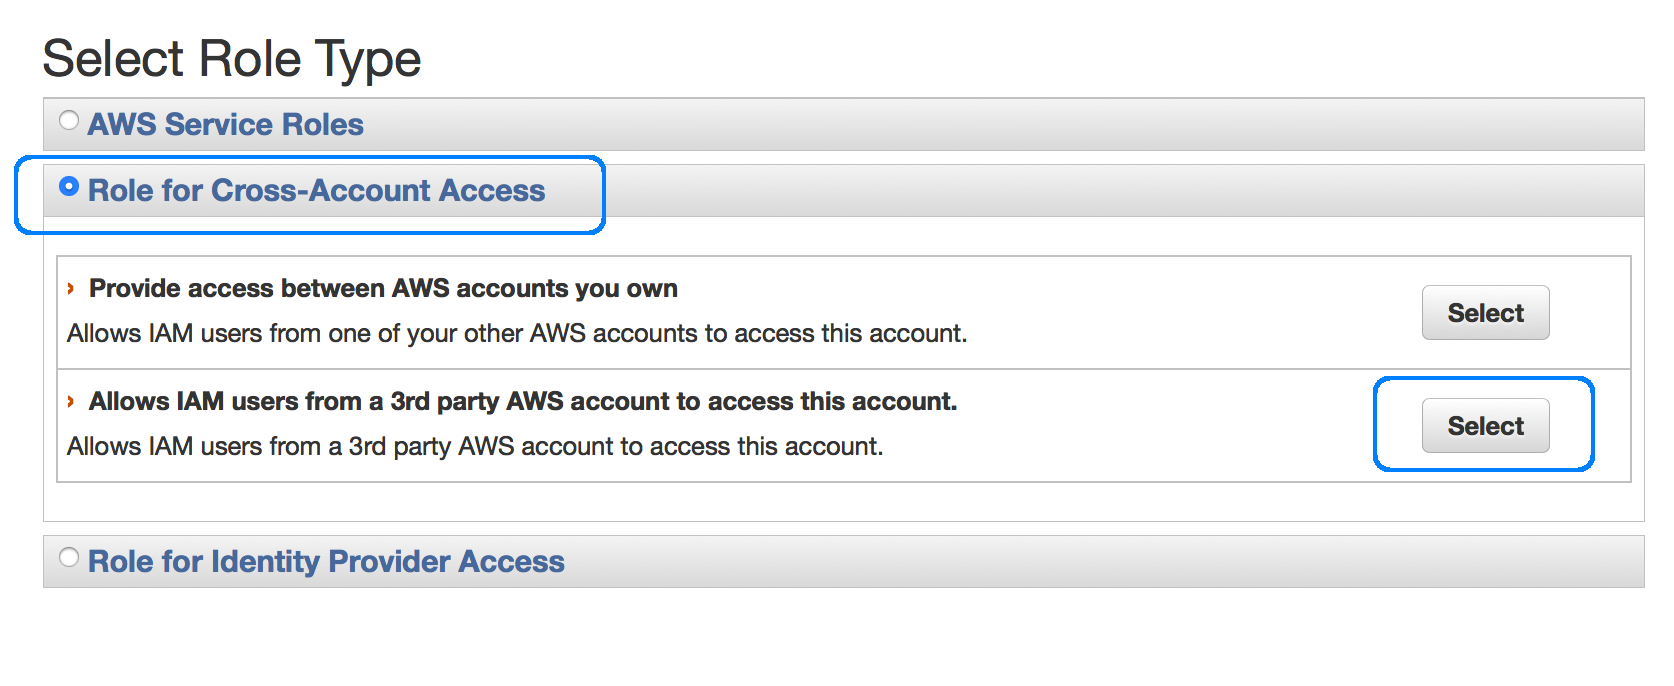 Select Role Type
AWS Service Roles
Role for Cross-Account Access
Provide access between AWS accounts you own
Allows IAM users from one of your other AWS accounts to access this account.
Select
Allows IAM users from a 3rd party AWS account to access this account.
Allows IAM users from a 3rd party AWS account to access this account.
Select
Role for Identity Provider Access